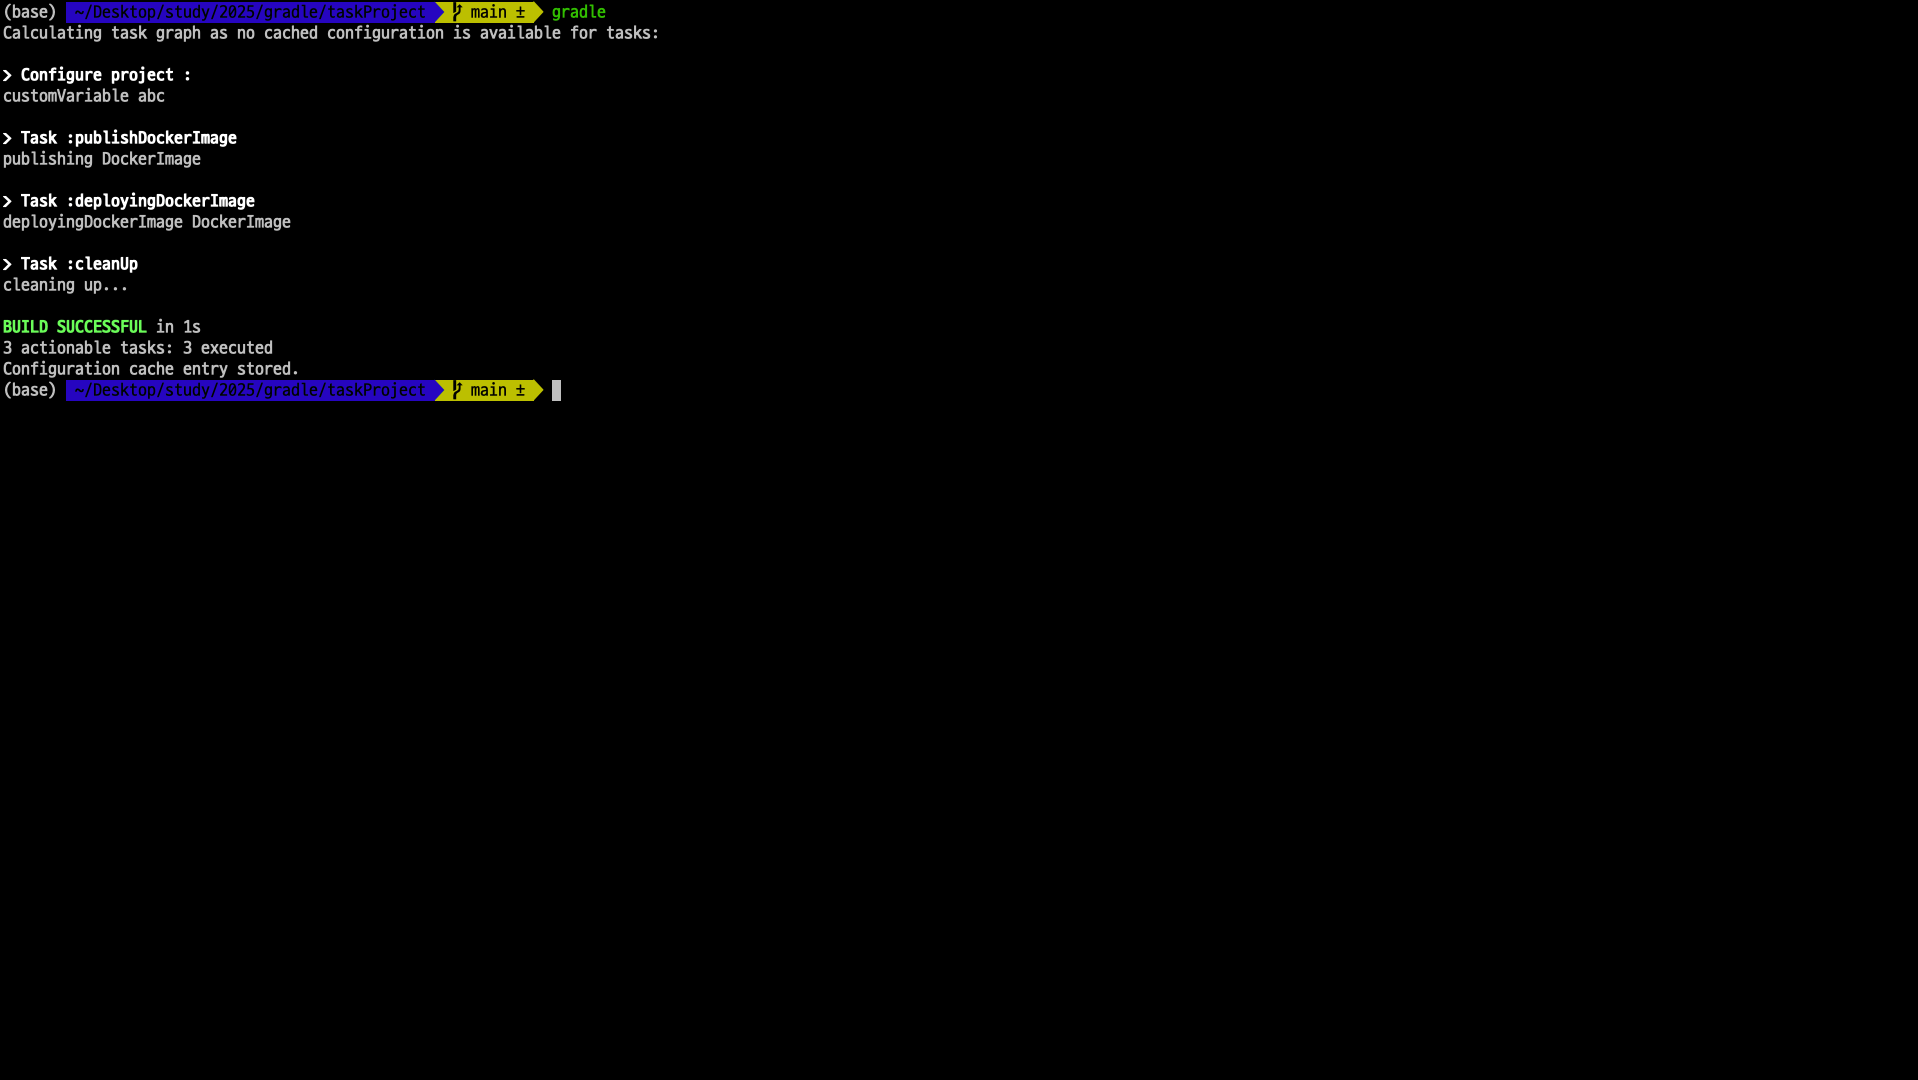 (base) ~/Desktop/study/2025/gradle/taskProject main ± gradle
Calculating task graph as no cached configuration is available for tasks:
> Configure project :
customVariable abc
> Task :publishDockerImage
publishing DockerImage
> Task :deployingDockerImage
deployingDockerImage DockerImage
> Task :cleanUp
cleaning up...
BUILD SUCCESSFUL in 1s
3 actionable tasks: 3 executed
Configuration cache entry stored.
(base) ~/Desktop/study/2025/gradle/taskProject main ±